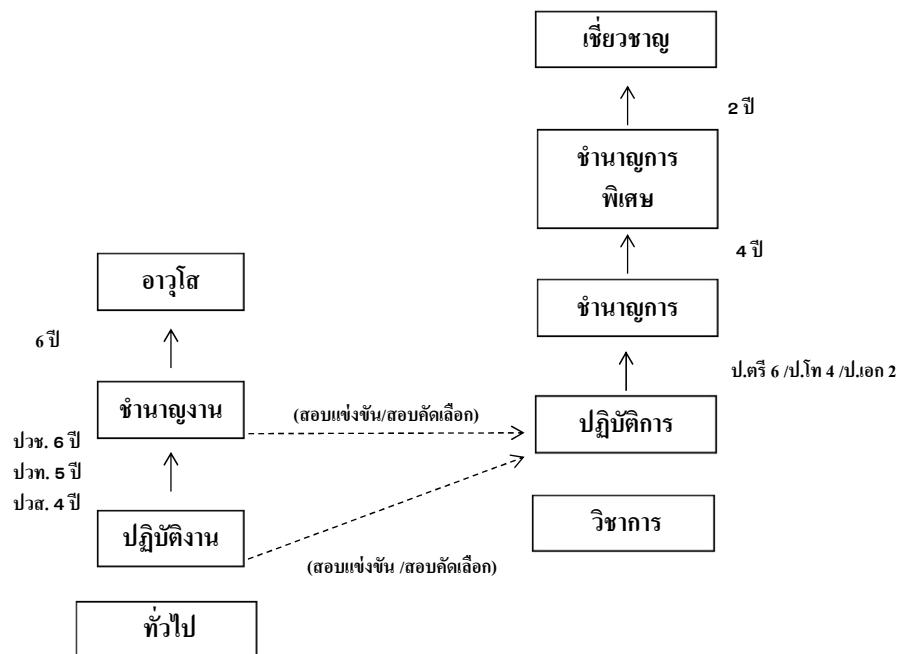 เชี่ยวชาญ
2 ปี
ชำนาญการ
พิเศษ
4 ปี
อาวุโส
ชำนาญการ
6 ปี
ป.ตรี 6 /ป.โท 4 /ป.เอก 2
ชำนาญงาน
(สอบแข่งขัน/สอบคัดเลือก)
ปฏิบัติการ
ปวช. 6 ปี
ปวท. 5 ปี
ปวส. 4 ปี
ปฏิบัติงาน
วิชาการ
(สอบแข่งขัน /สอบคัดเลือก)
ทั่วไป